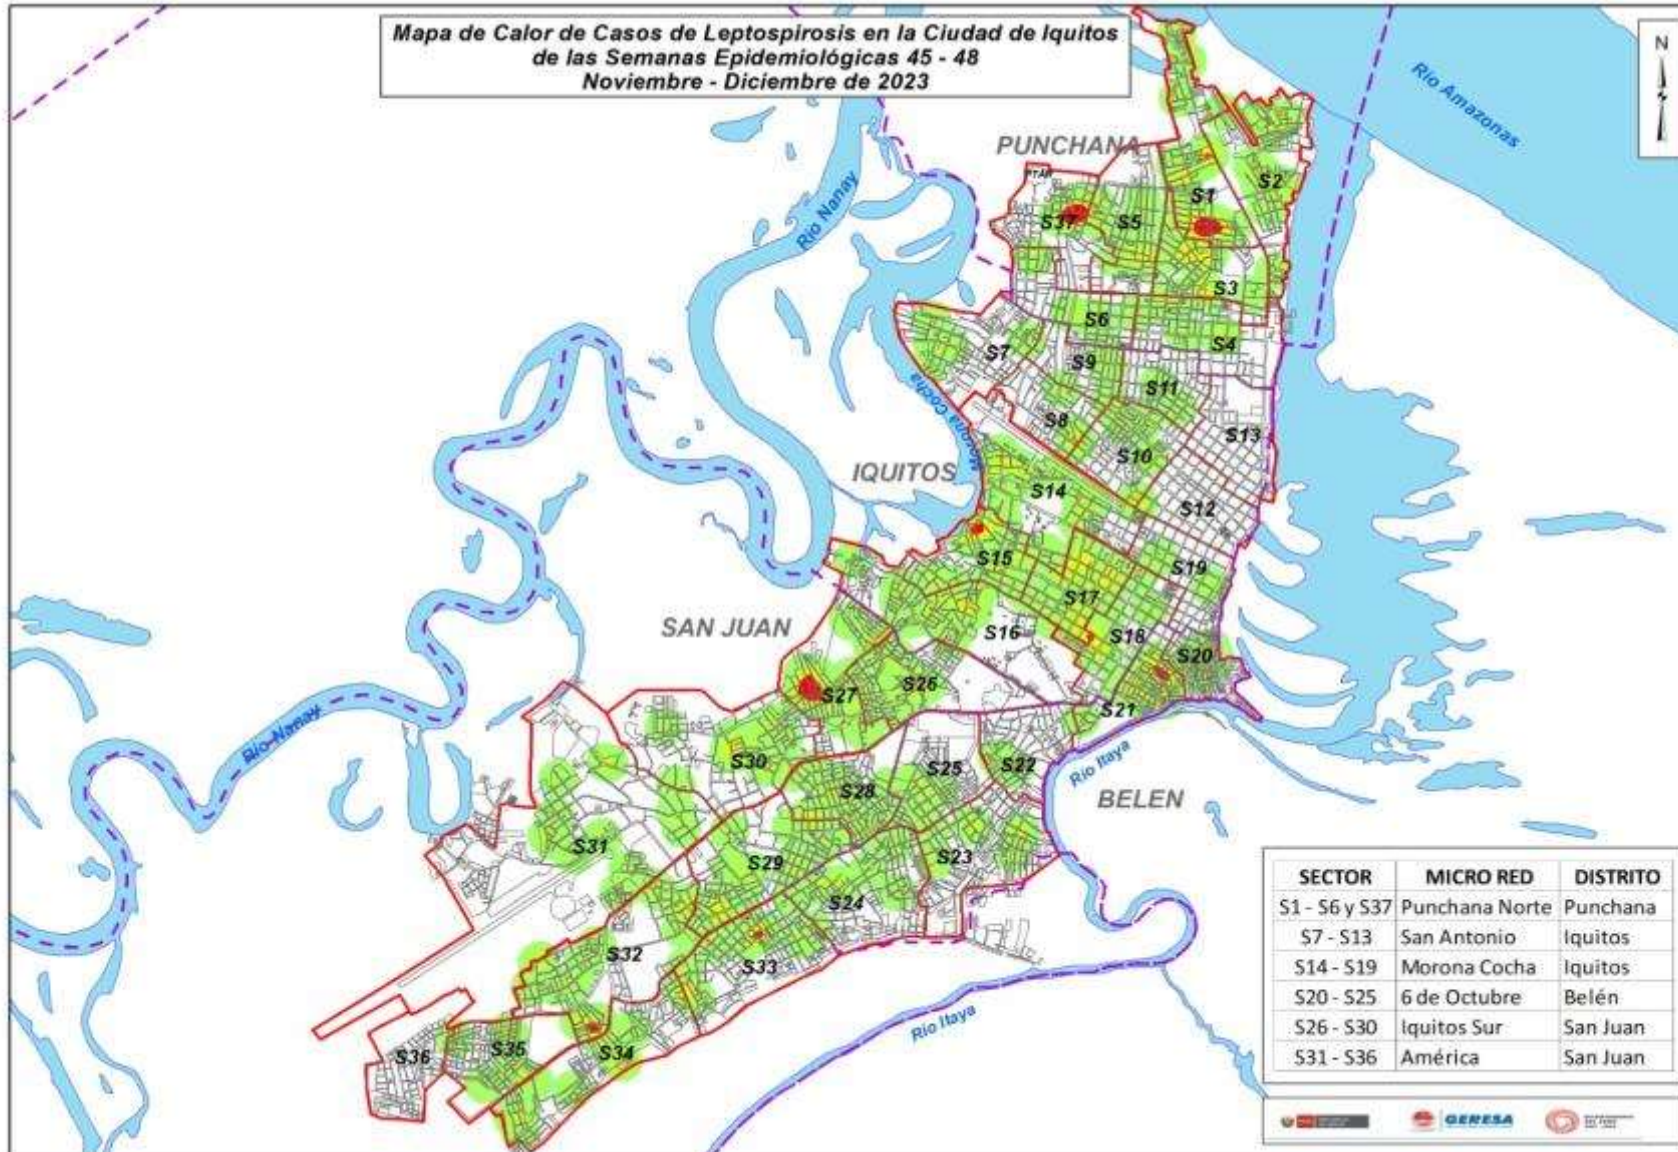 Mapa de Calor de Casos de Leptospirosis en la Ciudad de Iquitos
de las Semanas Epidemiológicas 45 - 48
Noviembre - Diciembre de 2023
N
Rio Amazonas
PUNCHANA
PTAR
S2
S1
S37
S5
Rio Nanay
S3
S6
S4
S7
S9
S11
Morona Cocha
S8
S13
S10
IQUITOS
S14
S12
S15
S19
S17
S16
S18
SAN JUAN
S20
S26
S27
S21
Rio Nanay
S30
S25
S22
Rio Itaya
S28
BELEN
S31
S29
S23
S24
S32
S33
Rio Itaya
S35
S34
S36
SECTOR MICRO RED DISTRITO
S1 - S6 y S37 Punchana Norte Punchana
S7 - S13 San Antonio Iquitos
S14 - S19 Morona Cocha Iquitos
S20 - S25 6 de Octubre Belén
S26 - S30 Iquitos Sur San Juan
S31 - S36 América San Juan
GERESA